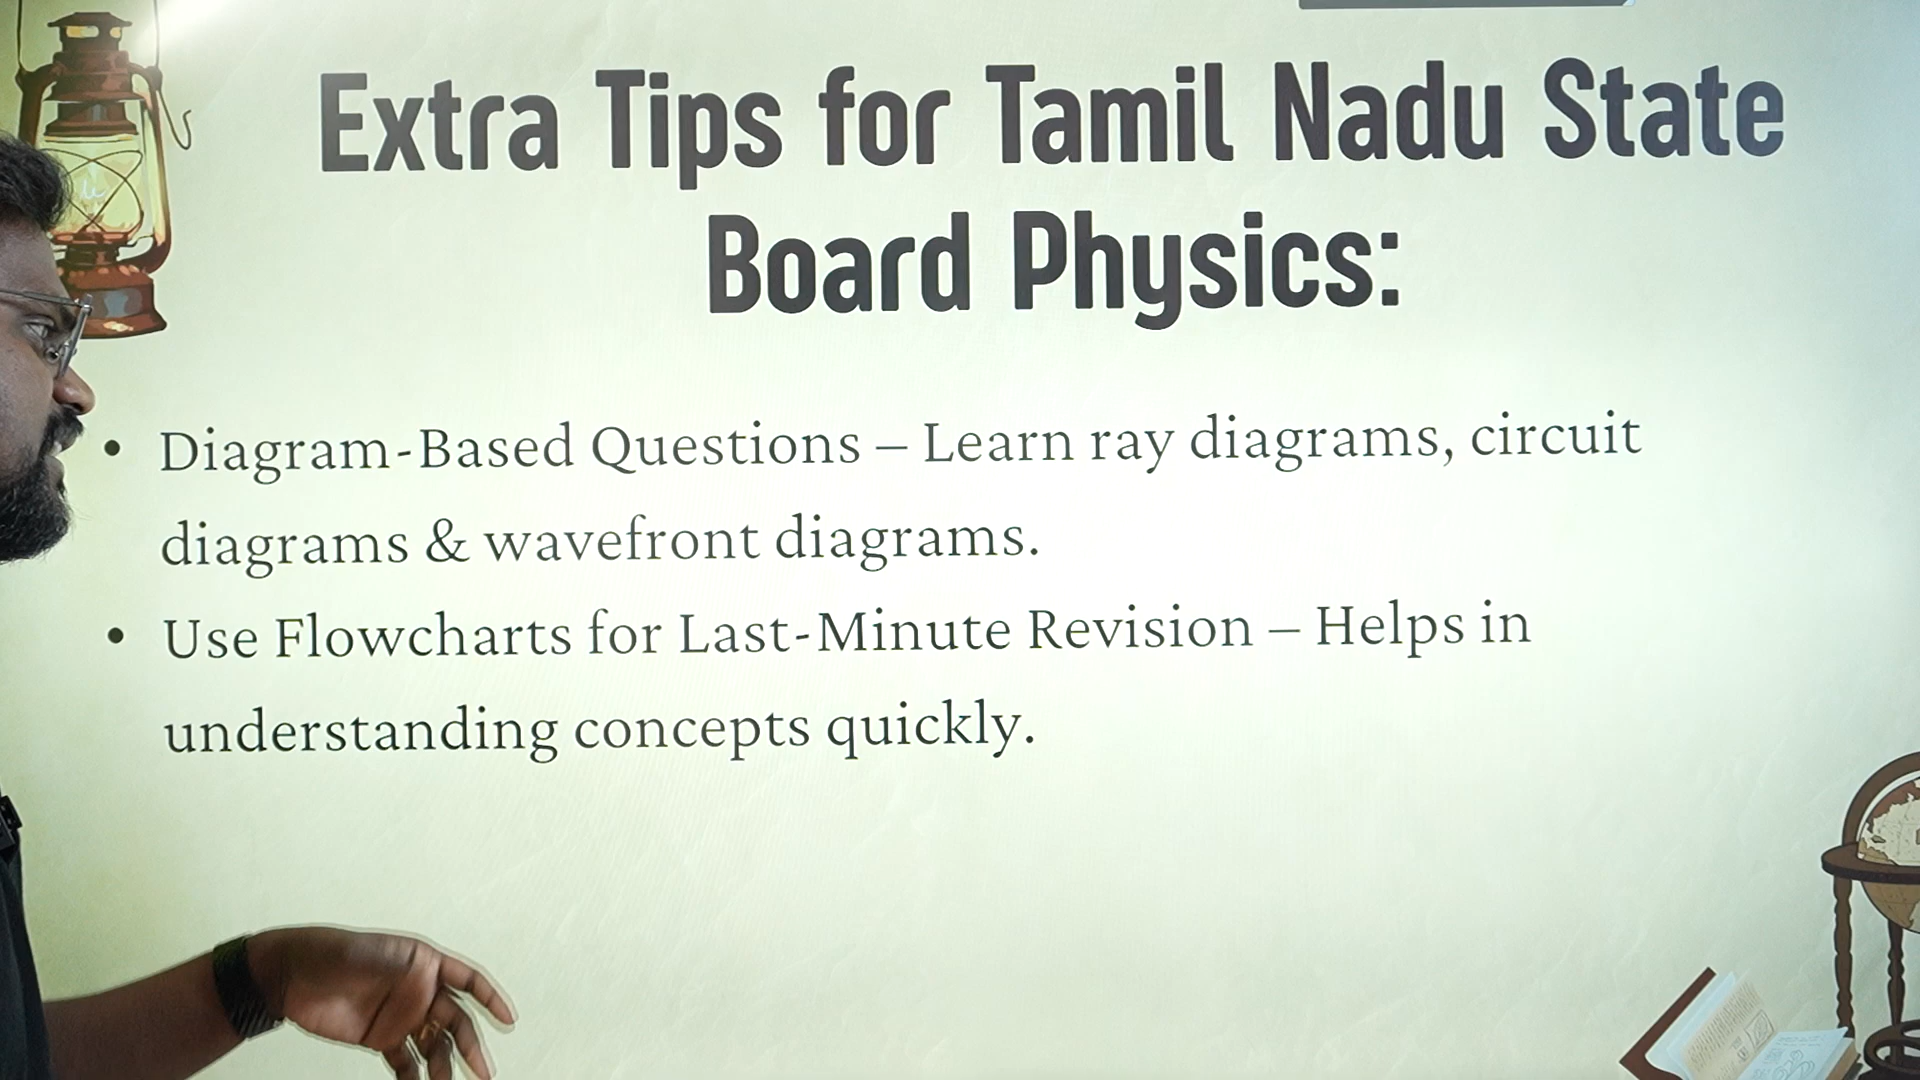 Extra Tips for Tamil Nadu State
Board Physics:
• Diagram-Based Questions – Learn ray diagrams, circuit
diagrams & wavefront diagrams.
• Use Flowcharts for Last-Minute Revision – Helps in
understanding concepts quickly.